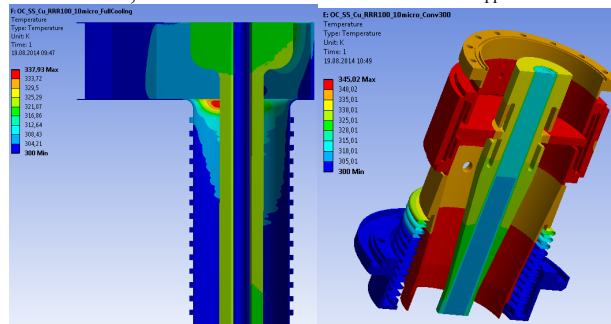 F: OC_SS_Cu_RRR100_10micro_FullCooling
Temperature
Type: Temperature
Unit: K
Time: 1
19.08.2014 09:47
337,93 Max
333,72
329,5
325,29
321,07
316,86
312,64
308,43
304,21
300 Min
E: OC_SS_Cu_RRR100_10micro_Conv300
Temperature
Type: Temperature
Unit: K
Time: 1
19.08.2014 10:49
345,02 Max
340,02
335,01
330,01
325,01
320,01
315,01
310,01
305,01
300 Min